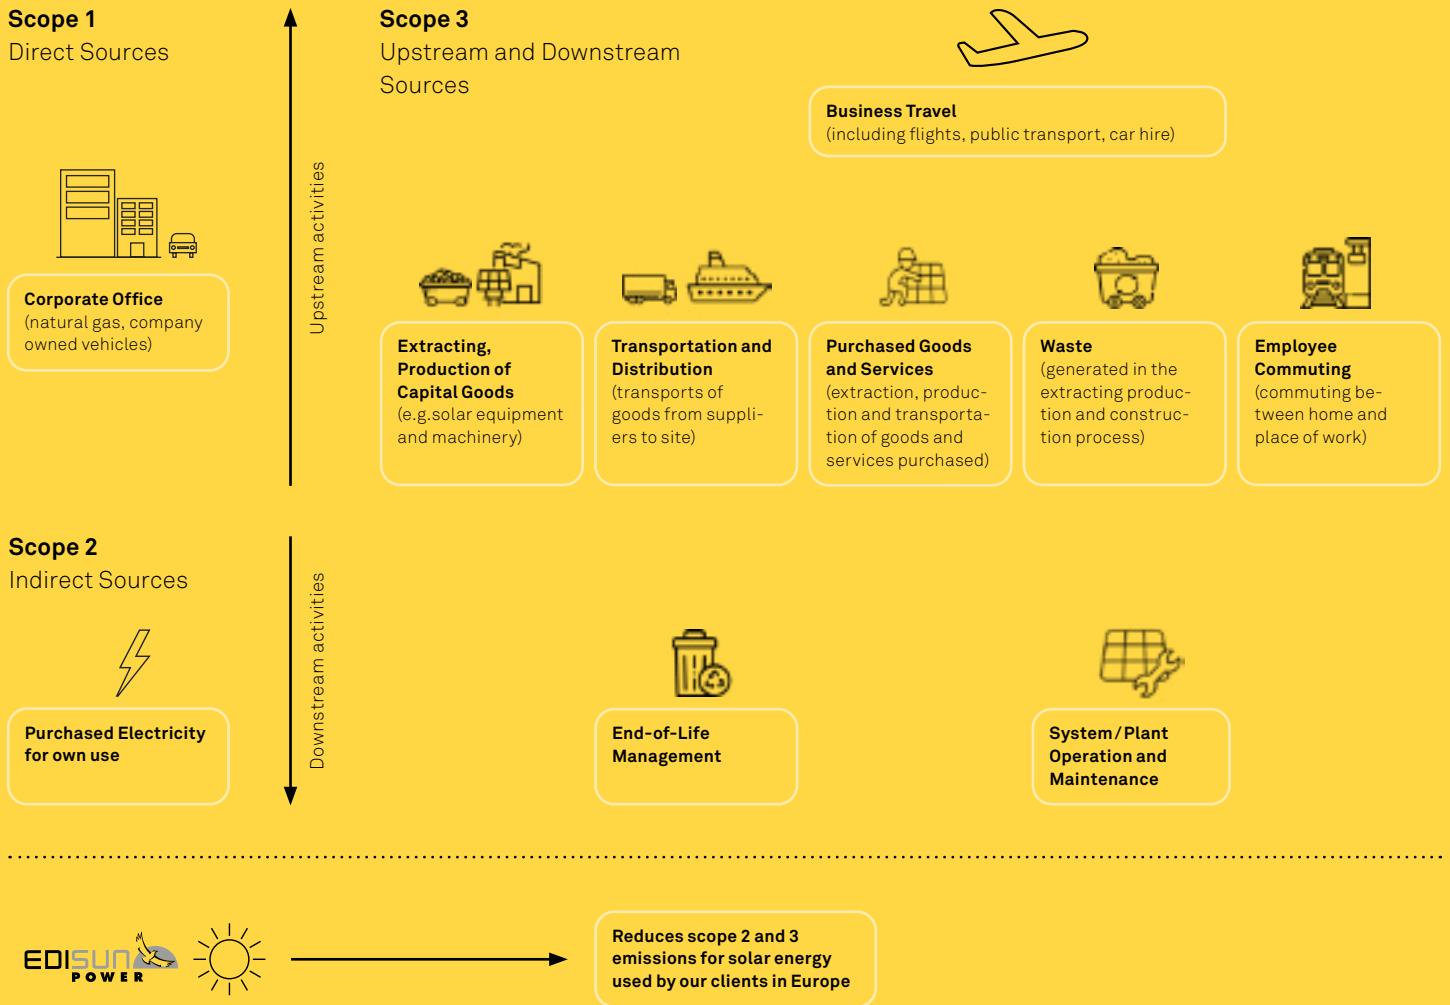 Scope 1
Direct Sources
Corporate Office
(natural gas, company
owned vehicles)
Upstream activities
Scope 3
Upstream and Downstream
Sources
Business Travel
(including flights, public transport, car hire)
Extracting,
Production of
Capital Goods
(e.g.solar equipment
and machinery)
Transportation and
Distribution
(transports of
goods from suppli-
ers to site)
Purchased Goods
and Services
(extraction, produc-
tion and transporta-
tion of goods and
services purchased)
Waste
(generated in the
extracting produc-
tion and construc-
tion process)
Employee
Commuting
(commuting be-
tween home and
place of work)
Scope 2
Indirect Sources
Purchased Electricity
for own use
Downstream activities
End-of-Life
Management
System/Plant
Operation and
Maintenance
EDISUN
POWER
Reduces scope 2 and 3
emissions for solar energy
used by our clients in Europe